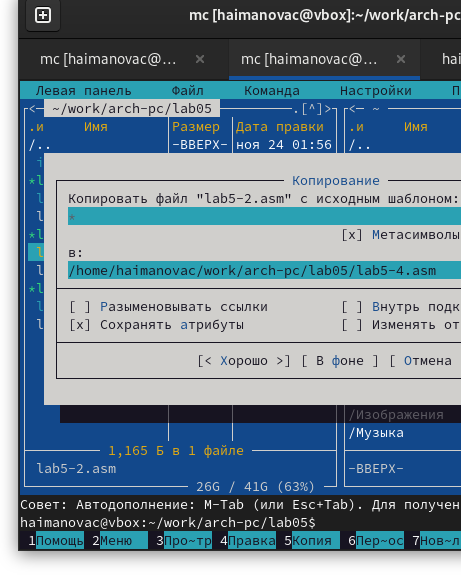 mc [haimanovac@vbox]:~/work/arch-pc
mc [haimanovac@... × mc [haimanovac@... × hai
Левая панель Файл Команда Настройки П
<- ~/work/arch-pc/lab05 .[^]> <- ~
.и Имя Размер Дата правки .и Имя
/.. -ВВЕРХ- ноя 24 01:56 /..
Копирование
Копировать файл "lab5-2.asm" с исходным шаблоном:
*
[x] Метасимволы
в:
/home/haimanovac/work/arch-pc/lab05/lab5-4.asm
[ ] Разыменовывать ссылки [ ] Внутрь подк
[x] Сохранять атрибуты [ ] Изменять от
[< Хорошо >] [ В фоне ] [ Отмена
/Изображения
/Музыка
1,165 Б в 1 файле
lab5-2.asm -ВВЕРХ-
26G / 41G (63%)
Совет: Автодополнение: M-Tab (или Esc+Tab). Для получен
haimanovac@vbox:~/work/arch-pc/lab05$
1Помощь 2Меню 3Про~тр 4Правка 5Копия 6Пер~ос 7Нов~л